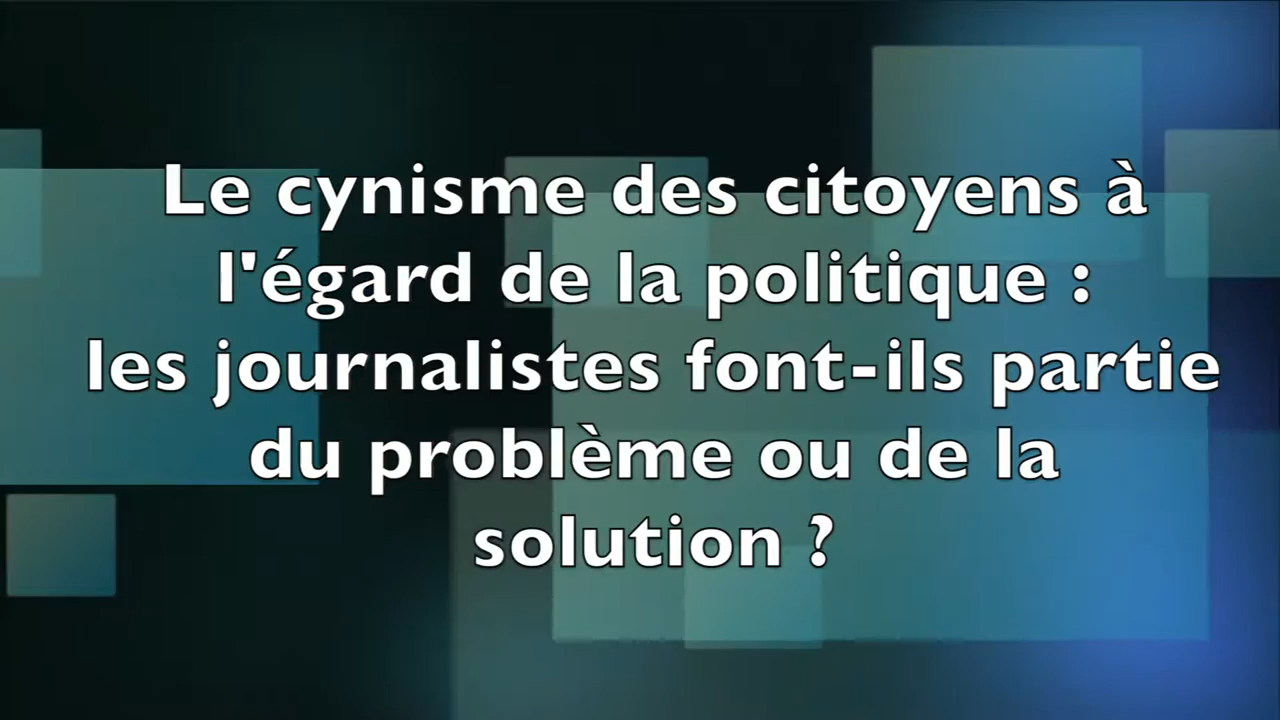 Le cynisme des citoyens à
l'égard de la politique :
les journalistes font-ils partie
du problème ou de la
solution ?